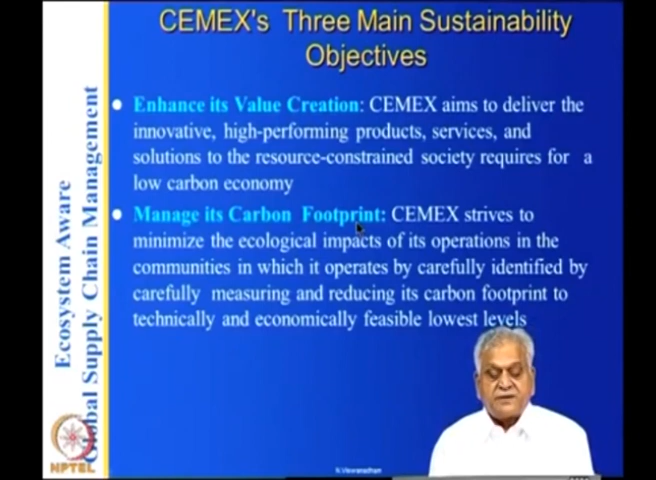 CEMEX's Three Main Sustainability
Objectives
Enhance its Value Creation: CEMEX aims to deliver the
innovative, high-performing products, services, and
solutions to the resource-constrained society requires for a
low carbon economy
Manage its Carbon Footprint: CEMEX strives to
minimize the ecological impacts of its operations in the
communities in which it operates by carefully identified by
carefully measuring and reducing its carbon footprint to
technically and economically feasible lowest levels
Ecosystem Aware
Global Supply Chain Management
NPTEL
N.Viswanadham